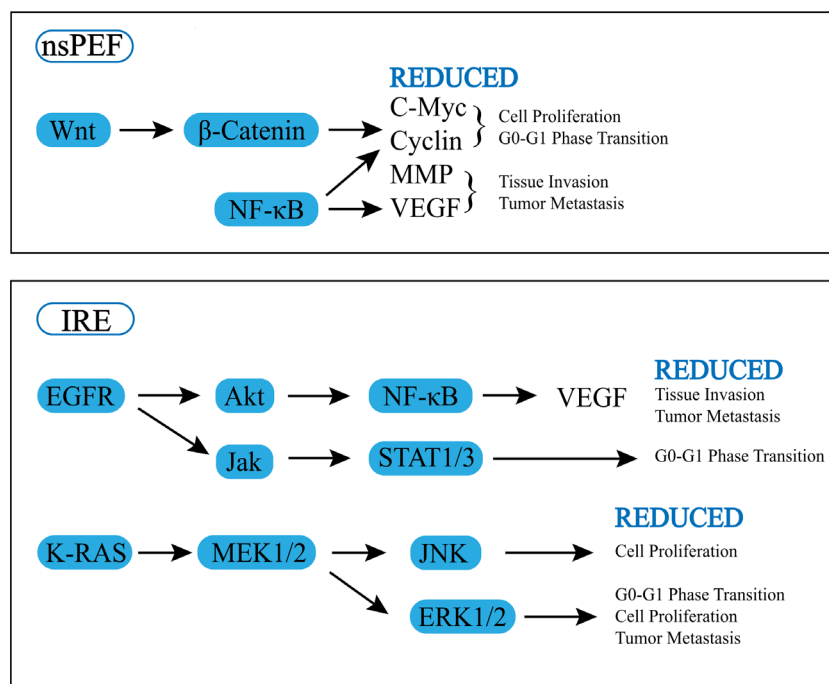 nsPEF
REDUCED
Wnt
β-Catenin
C-Myc
Cyclin
Cell Proliferation
G0-G1 Phase Transition
NF-κB
MMP
VEGF
Tissue Invasion
Tumor Metastasis
IRE
REDUCED
EGFR
Akt
NF-κB
VEGF
Tissue Invasion
Tumor Metastasis
Jak
STAT1/3
G0-G1 Phase Transition
REDUCED
K-RAS
MEK1/2
JNK
Cell Proliferation
ERK1/2
G0-G1 Phase Transition
Cell Proliferation
Tumor Metastasis